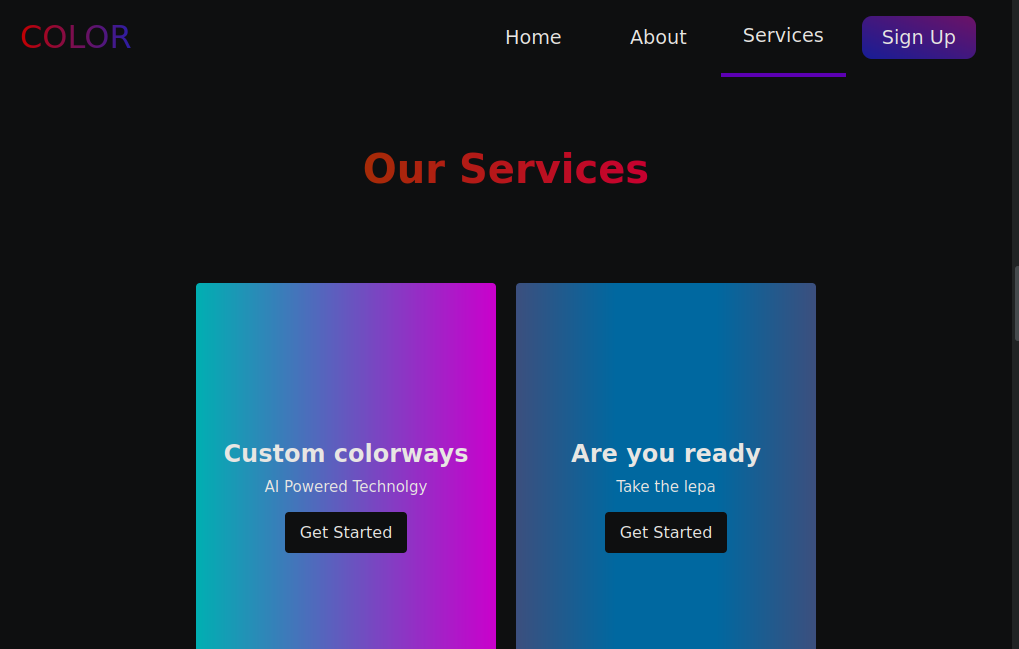 COLOR
Home
About
Services
Sign Up
Our Services
Custom colorways
AI Powered Technolgy
Get Started
Are you ready
Take the lepa
Get Started